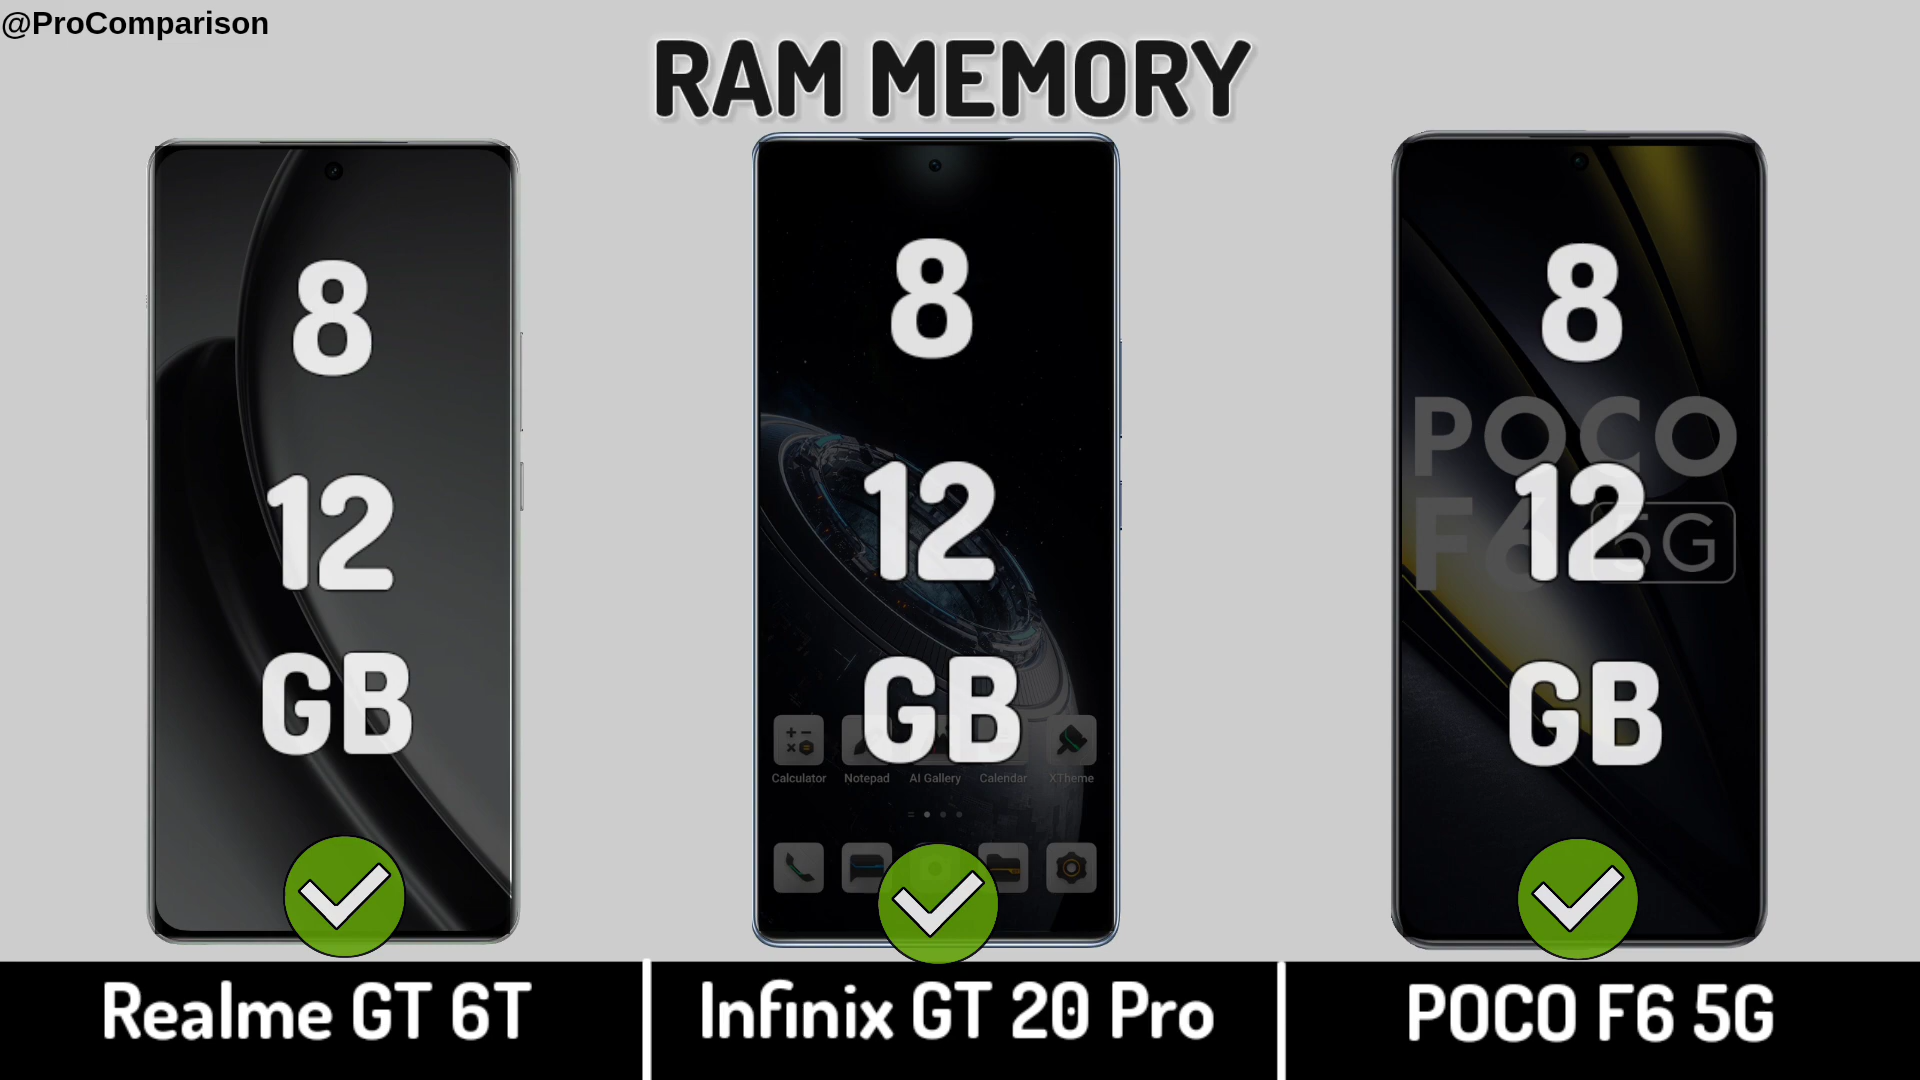 @ProComparison
RAM MEMORY
8
12
GB
8
12
GB
Calculator Notepad AI Gallery Calendar XTheme
8
POCO
12
F6 5G
GB
Realme GT 6T
Infinix GT 20 Pro
POCO F6 5G